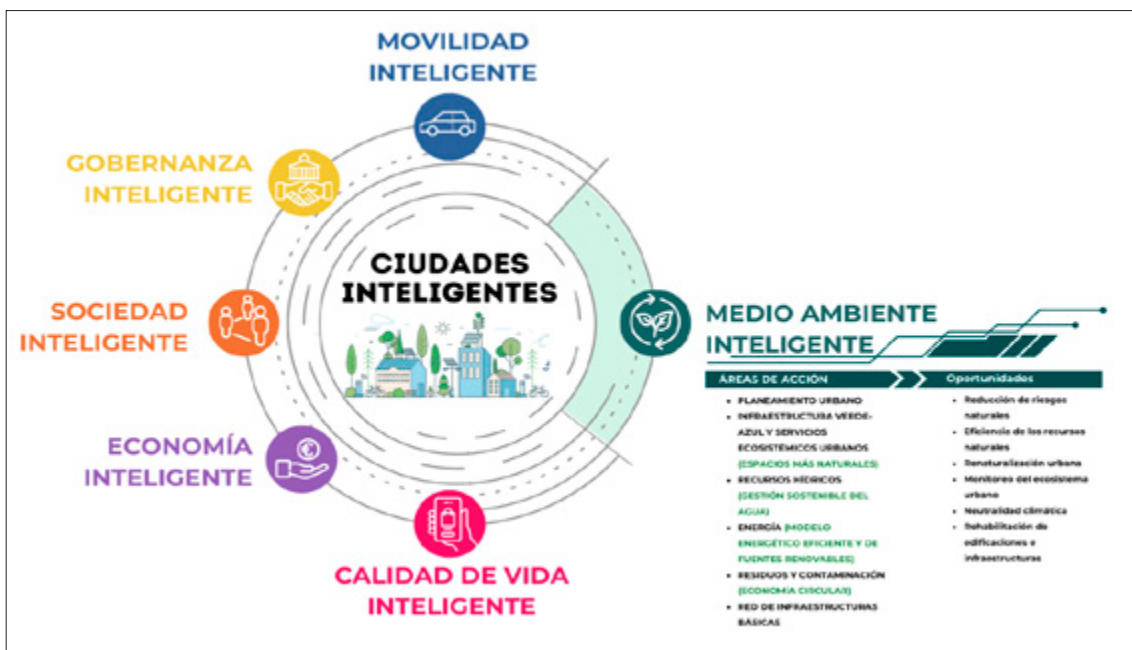 MOVILIDAD
INTELIGENTE
GOBERNANZA
INTELIGENTE
SOCIEDAD
INTELIGENTE
ECONOMÍA
INTELIGENTE
CALIDAD DE VIDA
INTELIGENTE
CIUDADES
INTELIGENTES
MEDIO AMBIENTE
INTELIGENTE
ÁREAS DE ACCIÓN
• PLANEAMIENTO URBANO
• INFRAESTRUCTURA VERDE-
AZUL Y SERVICIOS
ECOSISTÉMICOS URBANOS
(ESPACIOS MÁS NATURALES)
• RECURSOS HÍDRICOS
(GESTIÓN SOSTENIBLE DEL
AGUA)
• ENERGÍA (MODELO
ENERGÉTICO EFICIENTE Y DE
FUENTES RENOVABLES)
• RESIDUOS Y CONTAMINACIÓN
(ECONOMÍA CIRCULAR)
• RED DE INFRAESTRUCTURAS
BÁSICAS
Oportunidades
• Reducción de riesgos
naturales
• Eficiencia de los recursos
naturales
• Renaturalización urbana
• Monitoreo del ecosistema
urbano
• Neutralidad climática
• Rehabilitación de
edificaciones e
infraestructuras